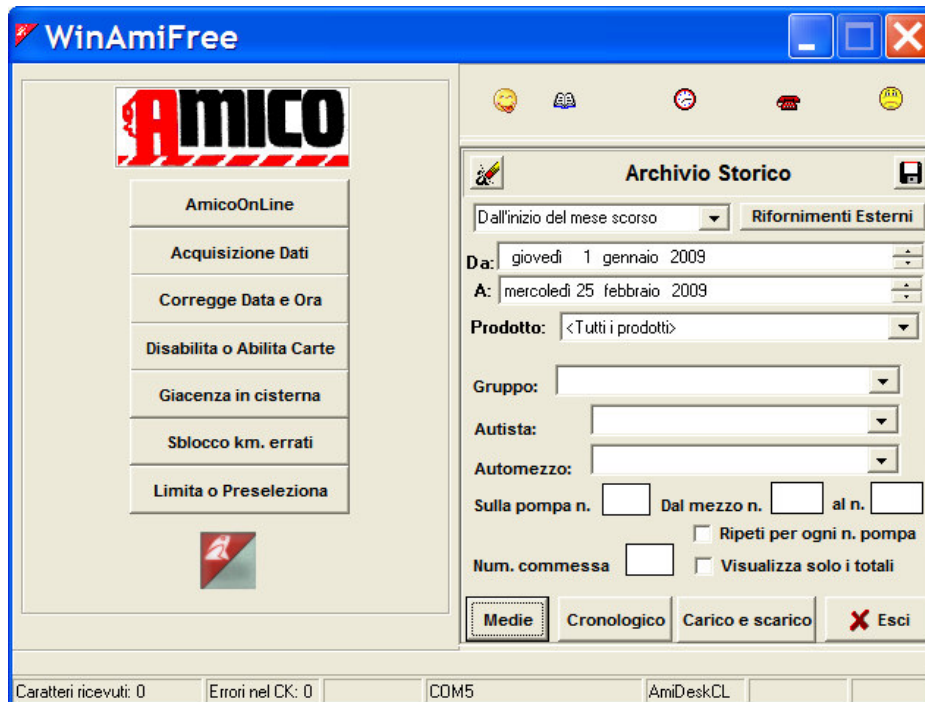 WinAmiFree
AMICO
AmicoOnLine
Acquisizione Dati
Corregge Data e Ora
Disabilita o Abilita Carte
Giacenza in cisterna
Sblocco km. errati
Limita o Preseleziona
Archivio Storico
Dall'inizio del mese scorso
Rifornimenti Esterni
Da: giovedì 1 gennaio 2009
A: mercoledì 25 febbraio 2009
Prodotto: <Tutti i prodotti>
Gruppo:
Autista:
Automezzo:
Sulla pompa n. Dal mezzo n. al n.
Ripeti per ogni n. pompa
Num. commessa Visualizza solo i totali
Medie Cronologico Carico e scarico Esci
Caratteri ricevuti: 0 Errori nel CK: 0 COM5 AmiDeskCL